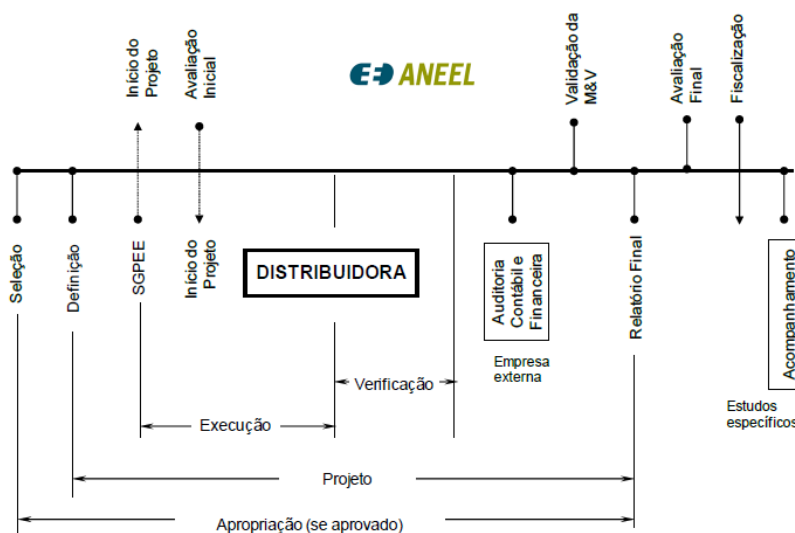 Início do
Projeto
Avaliação
Inicial
ANEEL
Validação da
M&V
Avaliação
Final
Fiscalização
Seleção
Definição
SGPEE
Início do
Projeto
DISTRIBUIDORA
Auditoria
Contábil e
Financeira
Relatório Final
Acompanhamento
Empresa
externa
Verificação
Estudos
específicos
Execução
Projeto
Apropriação (se aprovado)